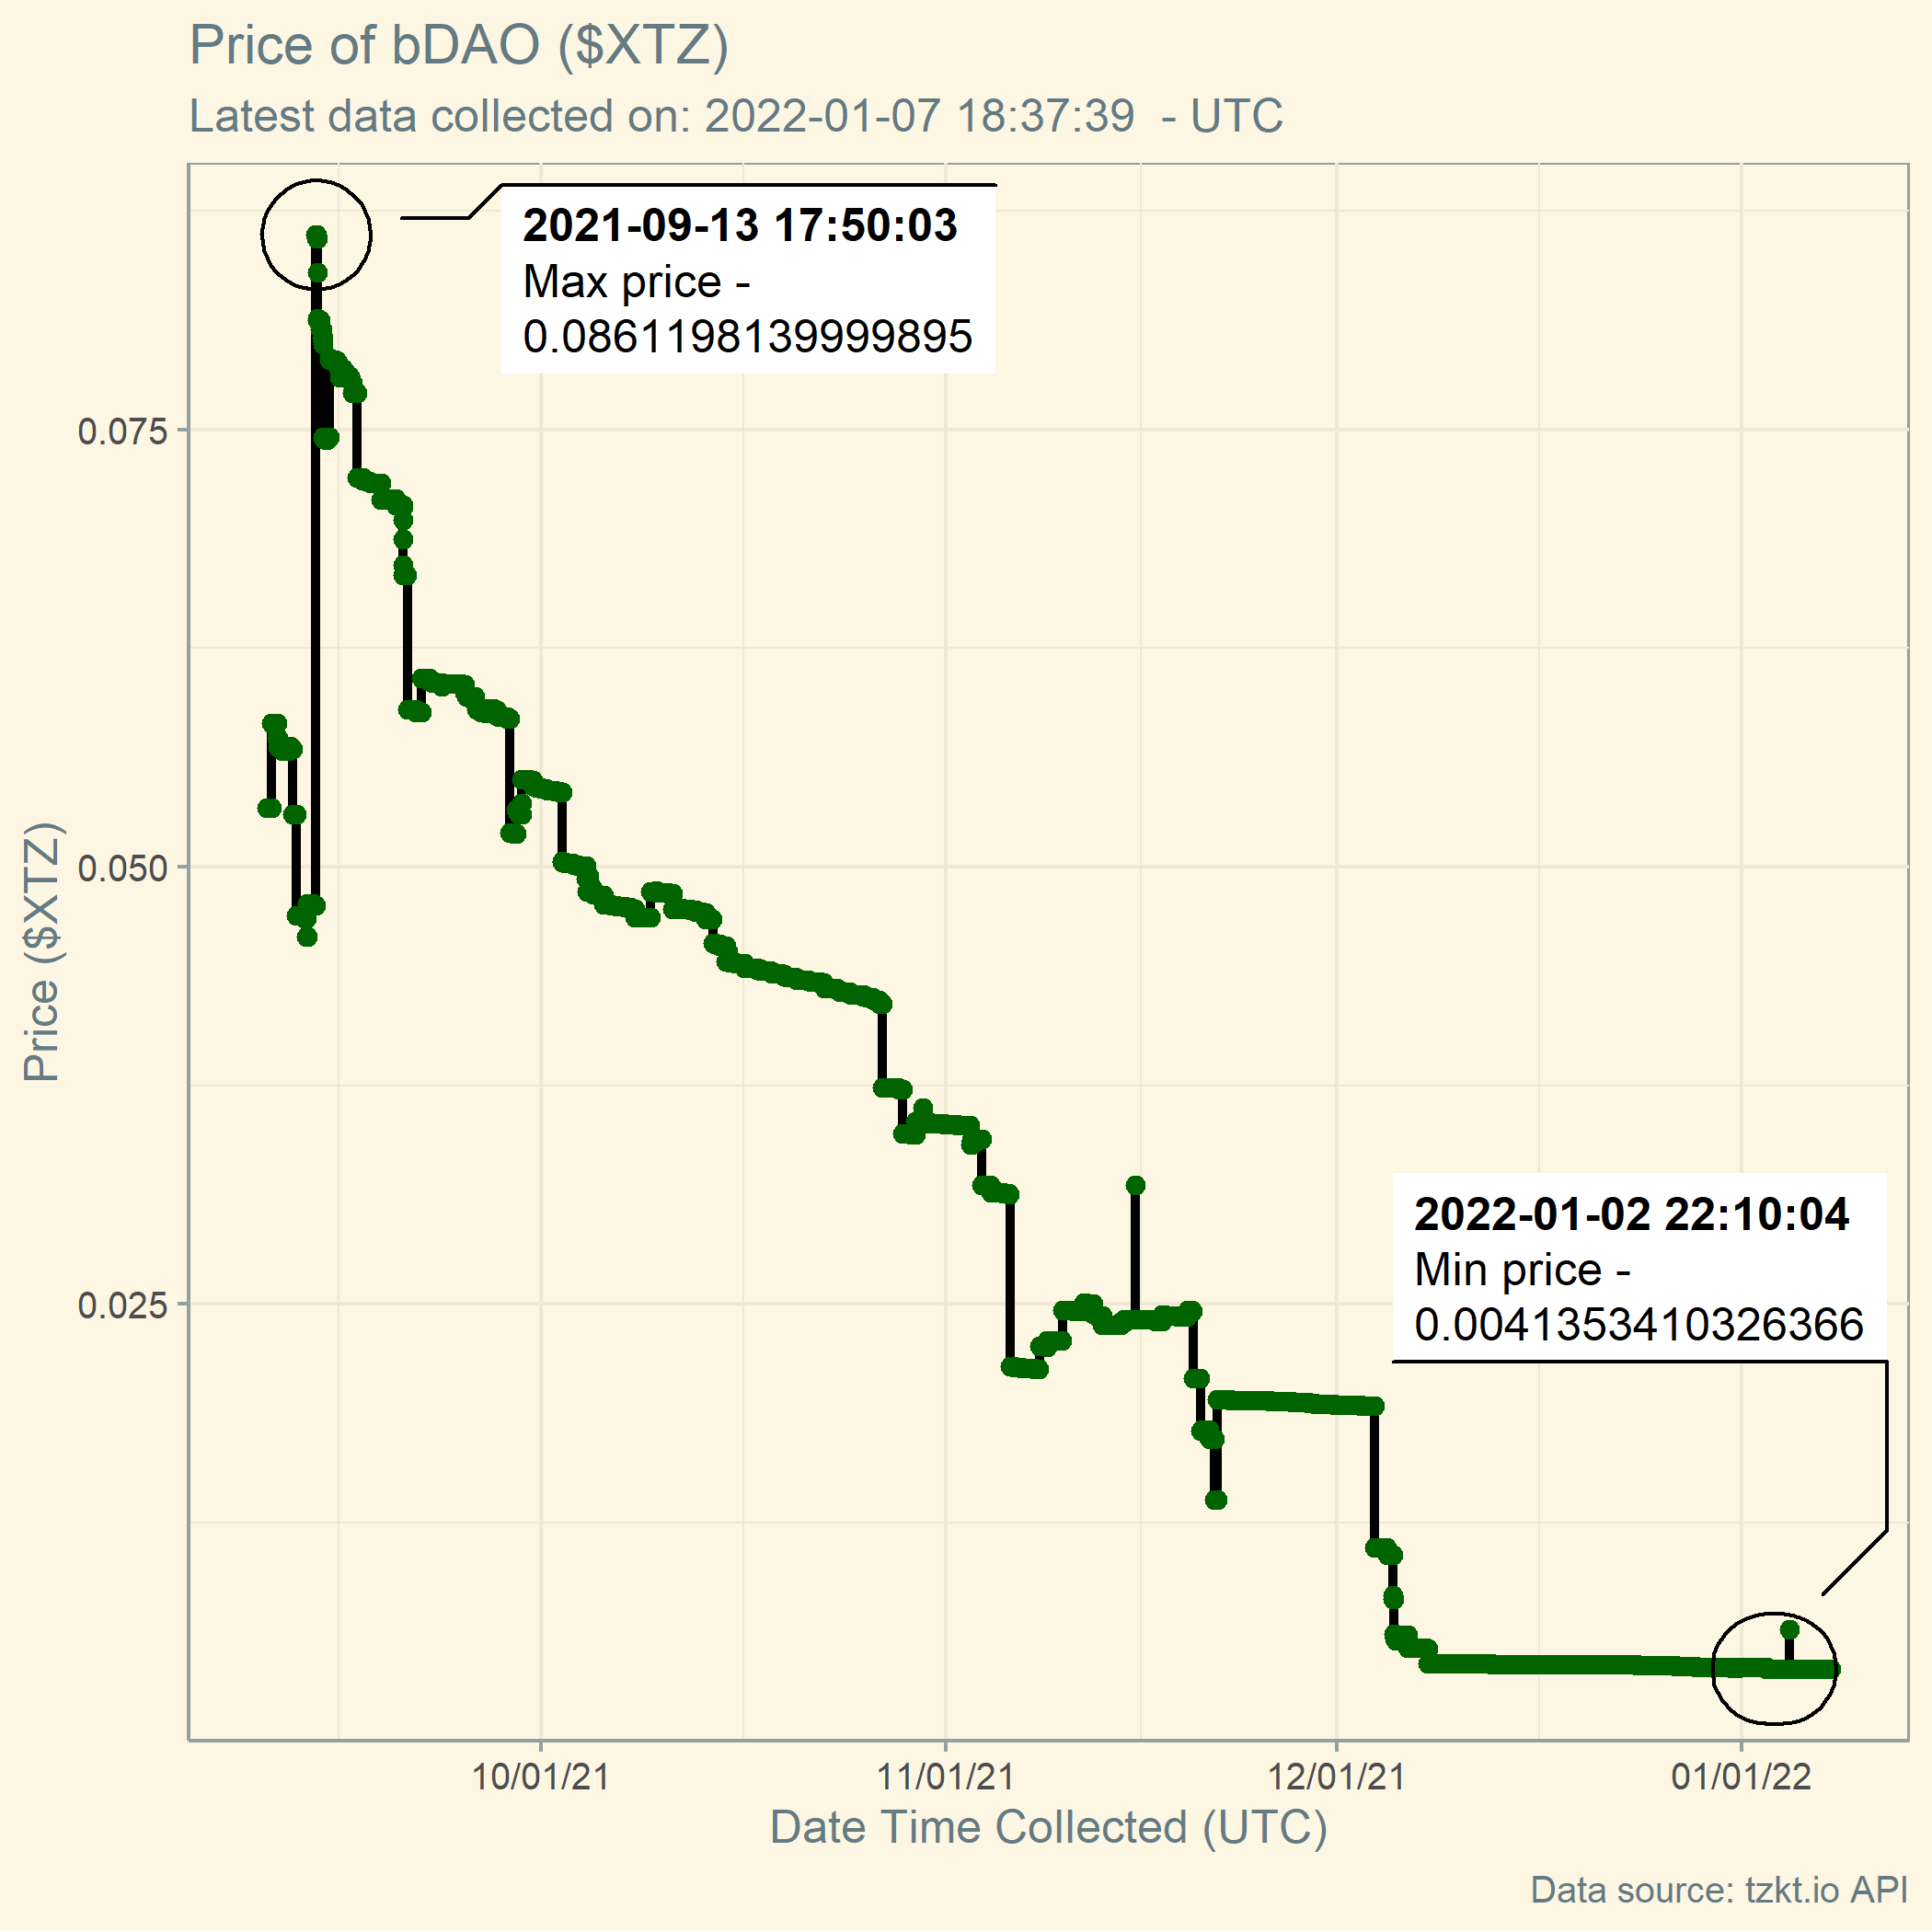 Price of bDAO ($XTZ)
Latest data collected on: 2022-01-07 18:37:39  - UTC
2021-09-13 17:50:03
Max price -
0.0861198139999895
0.075
0.050
0.025
Price ($XTZ)
2022-01-02 22:10:04
Min price -
0.0041353410326366
10/01/21
11/01/21
12/01/21
01/01/22
Date Time Collected (UTC)
Data source: tzkt.io API